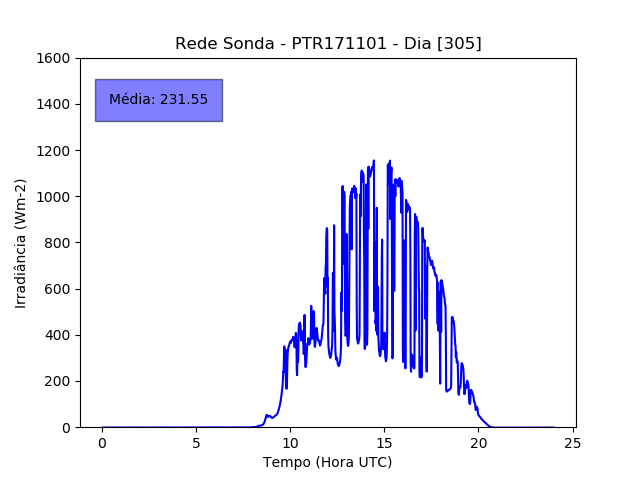 Rede Sonda - PTR171101 - Dia [305]
1600
1400
1200
1000
800
600
400
200
0
Média: 231.55
Irradiância (Wm-2)
0 5 10 15 20 25
Tempo (Hora UTC)